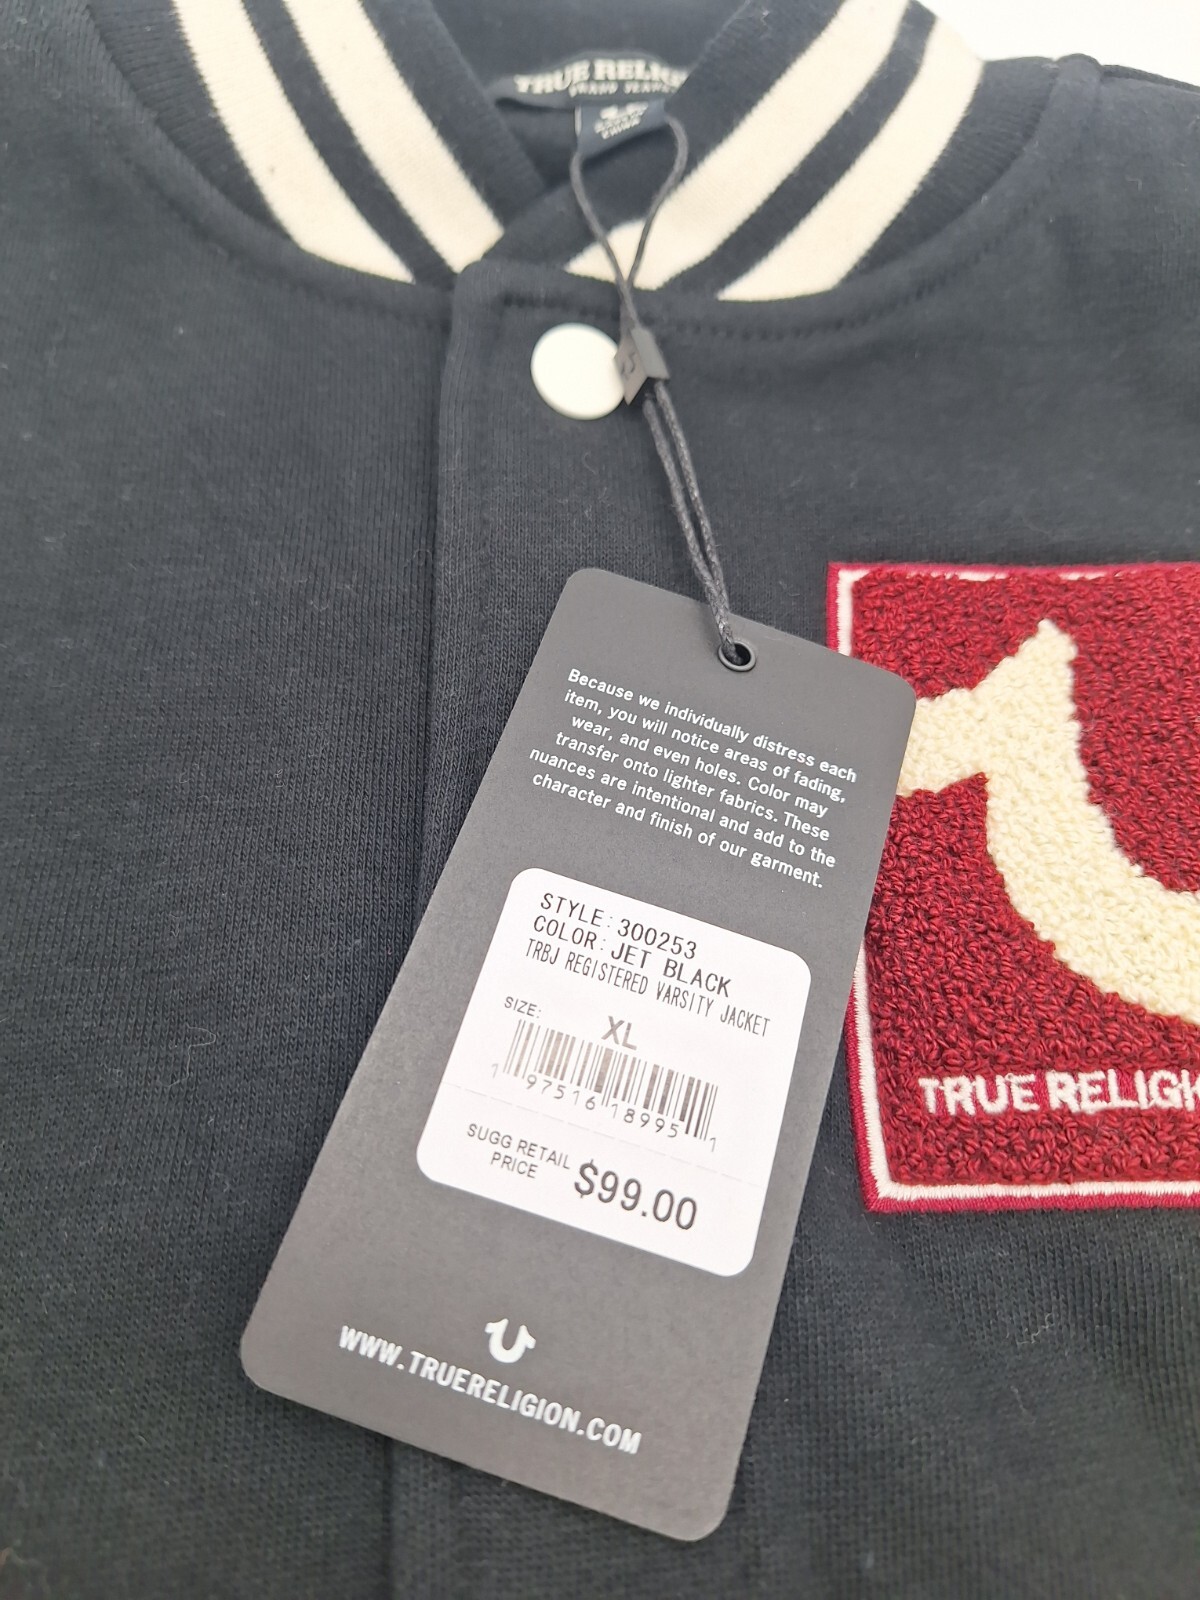 TRUE RELIG
Because we individually distress each
item, you will notice areas of fading,
wear, and even holes. Color may
transfer onto lighter fabrics. These
nuances are intentional and add to the
character and finish of our garment.
STYLE: 300253
COLOR: JET BLACK
TRBJ REGISTERED VARSITY JACKET
SIZE: XL
1 97516 18995 1
SUGG RETAIL
PRICE $99.00
WWW.TRUERELIGION.COM
TRUE RELIGI